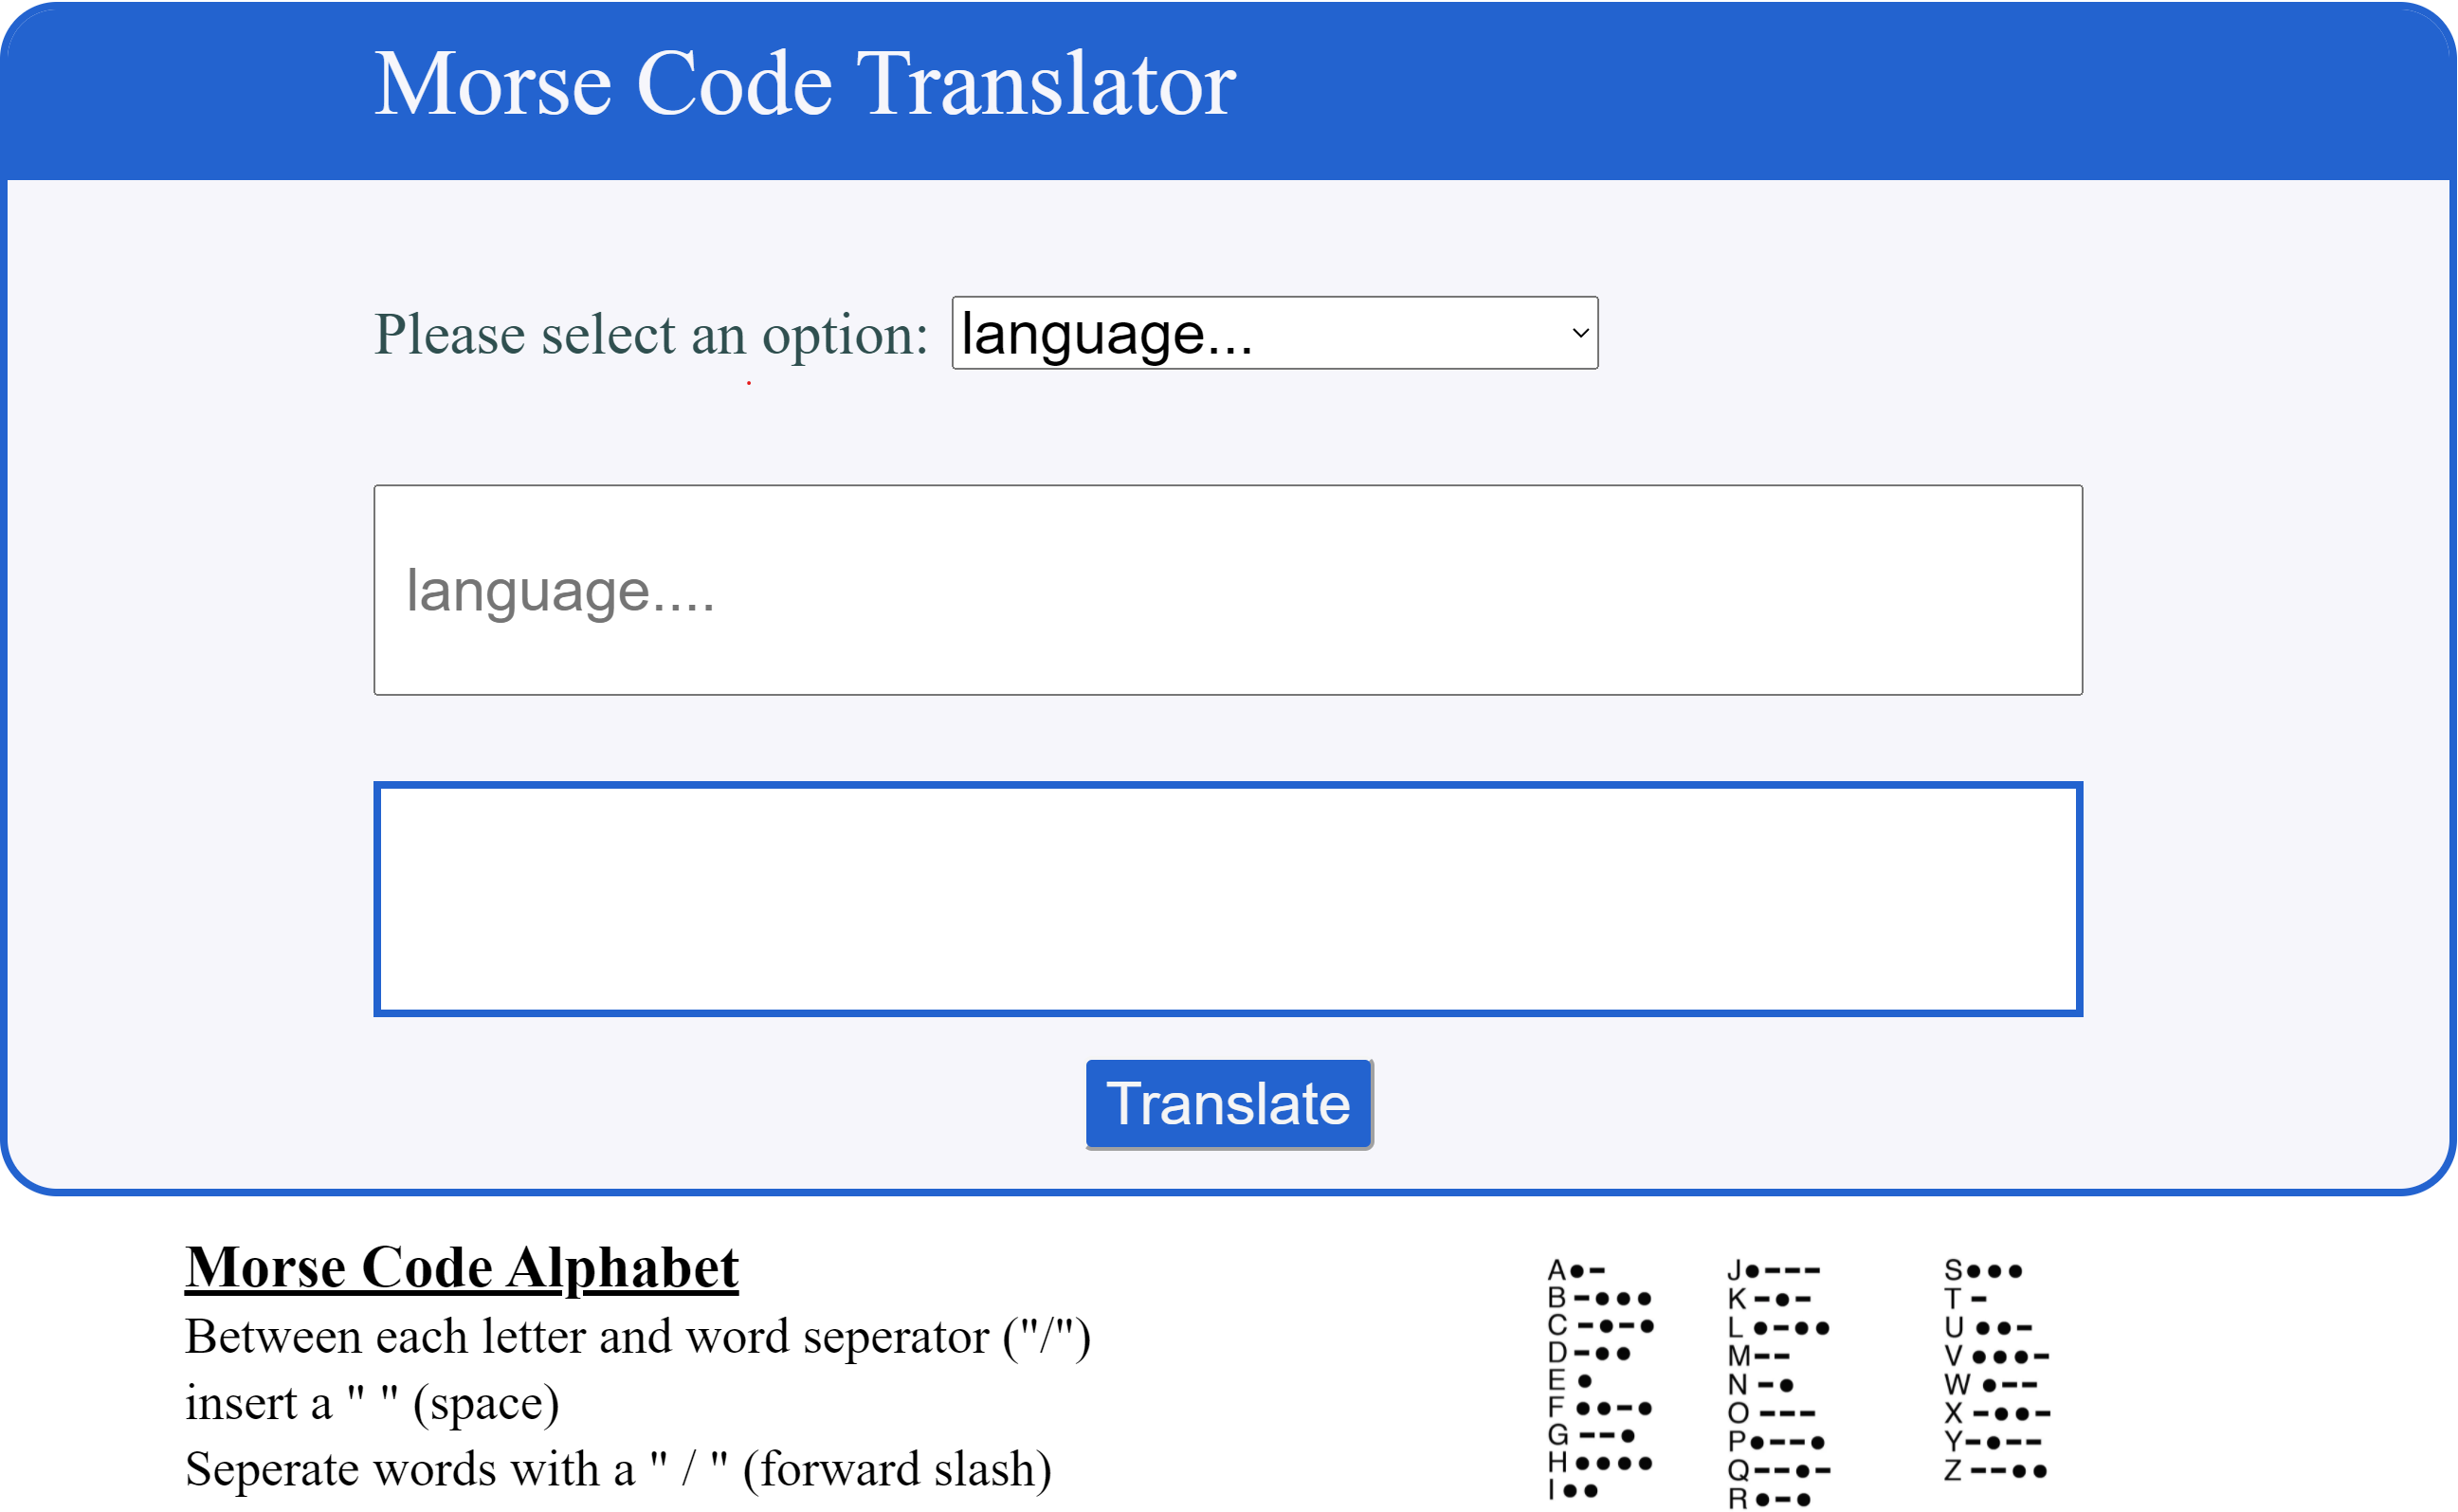 Morse Code Translator
Please select an option: language...
language....
Translate
Morse Code Alphabet
Between each letter and word seperator ("/")
insert a " " (space)
Seperate words with a " / " (forward slash)
A ●–
B –●●●
C –●–●
D –●●
E ●
F ●●–●
G ––●
H ●●●●
I ●●
J ●–––
K –●–
L ●–●●
M ––
N –●
O –––
P ●––●
Q ––●–
R ●–●
S ●●●
T –
U ●●–
V ●●●–
W ●––
X –●●–
Y –●––
Z ––●●